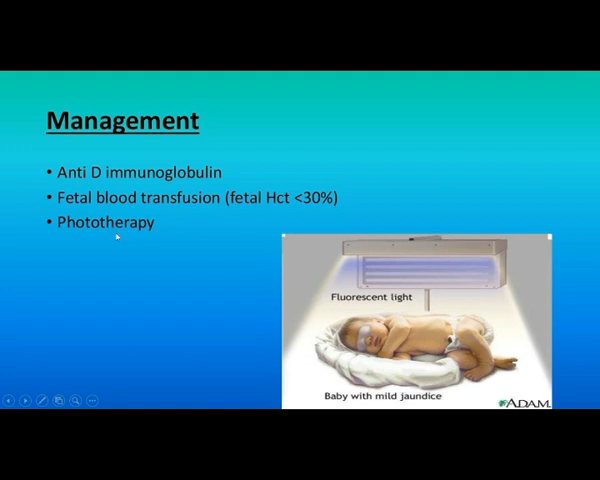 Management
• Anti D immunoglobulin
• Fetal blood transfusion (fetal Hct <30%)
• Phototherapy
Fluorescent light
Baby with mild jaundice
ADAM.